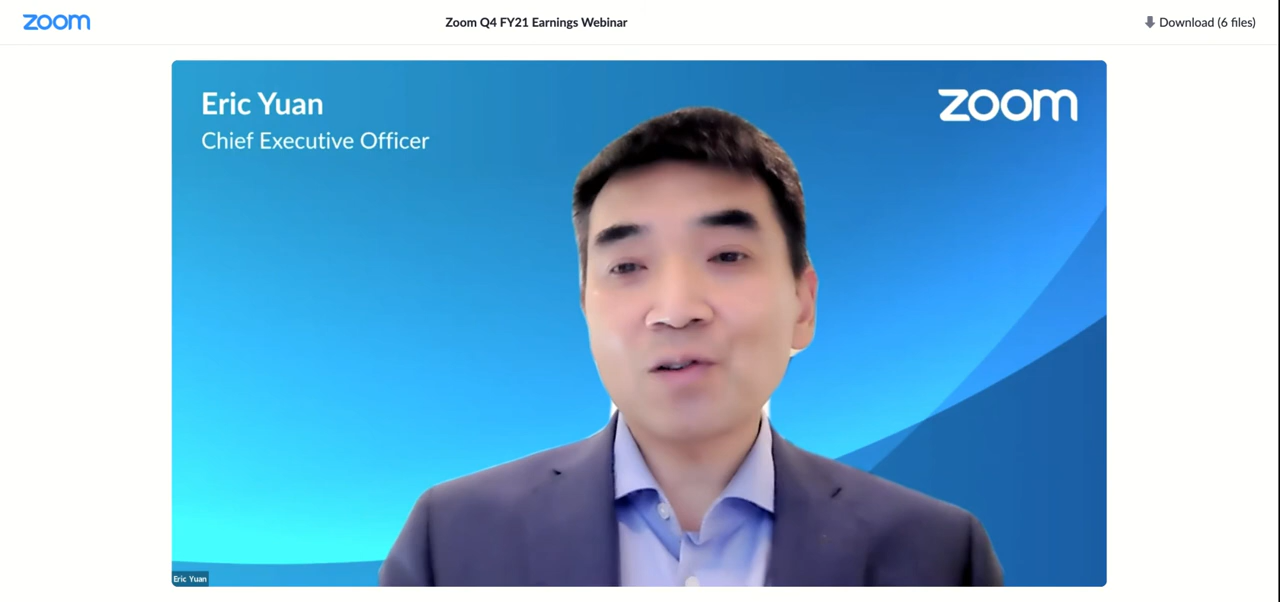 zoom
Zoom Q4 FY21 Earnings Webinar
Download (6 files)
Eric Yuan
zoom
Chief Executive Officer
Eric Yuan